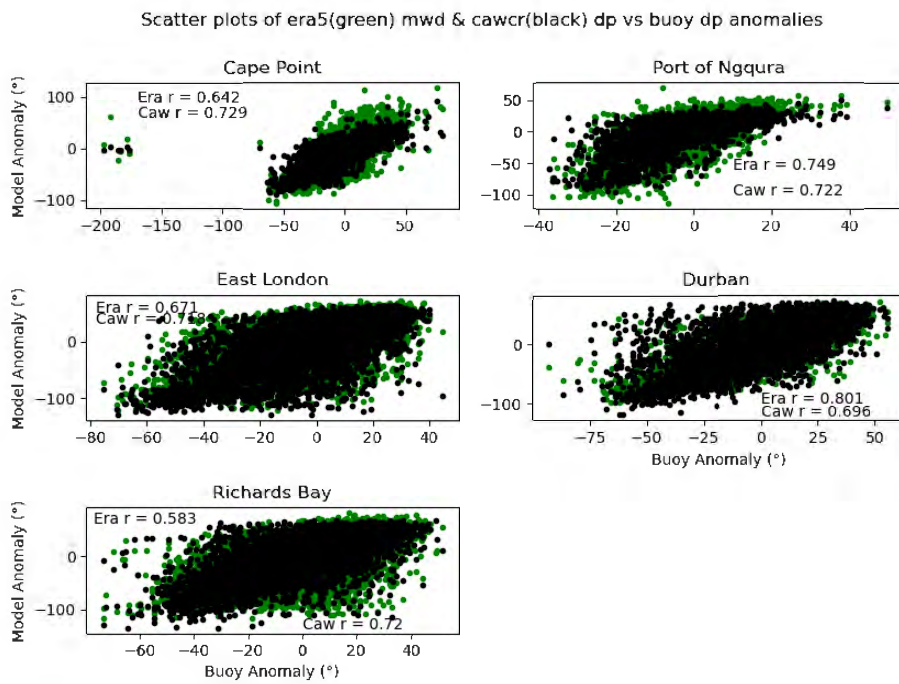 Scatter plots of era5(green) mwd & cawcr(black) dp vs buoy dp anomalies
Cape Point
Model Anomaly (°)
100
0
−100
Era r = 0.642
Caw r = 0.729
−200 −150 −100 −50 0 50
Port of Ngqura
50
0
−50
−100
Era r = 0.749
Caw r = 0.722
−40 −20 0 20 40
East London
Model Anomaly (°)
0
−100
Era r = 0.671
Caw r = 0.718
−80 −60 −40 −20 0 20 40
Durban
0
−100
Era r = 0.801
Caw r = 0.696
−75 −50 −25 0 25 50
Buoy Anomaly (°)
Richards Bay
Model Anomaly (°)
0
−100
Era r = 0.583
Caw r = 0.72
−60 −40 −20 0 20 40
Buoy Anomaly (°)